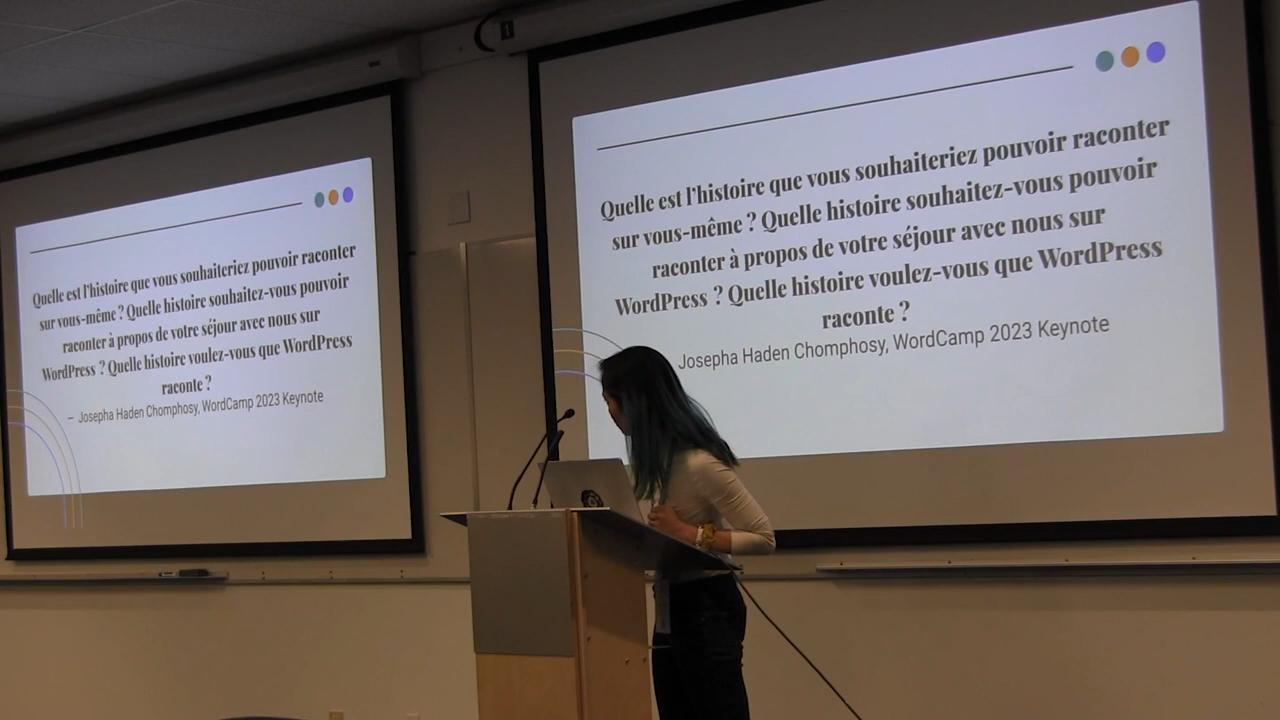 Quelle est l'histoire que vous souhaiteriez pouvoir raconter
sur vous-même ? Quelle histoire souhaitez-vous pouvoir
raconter à propos de votre séjour avec nous sur
WordPress ? Quelle histoire voulez-vous que WordPress
raconte ?
– Josepha Haden Chomphosy, WordCamp 2023 Keynote
1
Quelle est l'histoire que vous souhaiteriez pouvoir raconter
sur vous-même ? Quelle histoire souhaitez-vous pouvoir
raconter à propos de votre séjour avec nous sur
WordPress ? Quelle histoire voulez-vous que WordPress
raconte ?
Josepha Haden Chomphosy, WordCamp 2023 Keynote